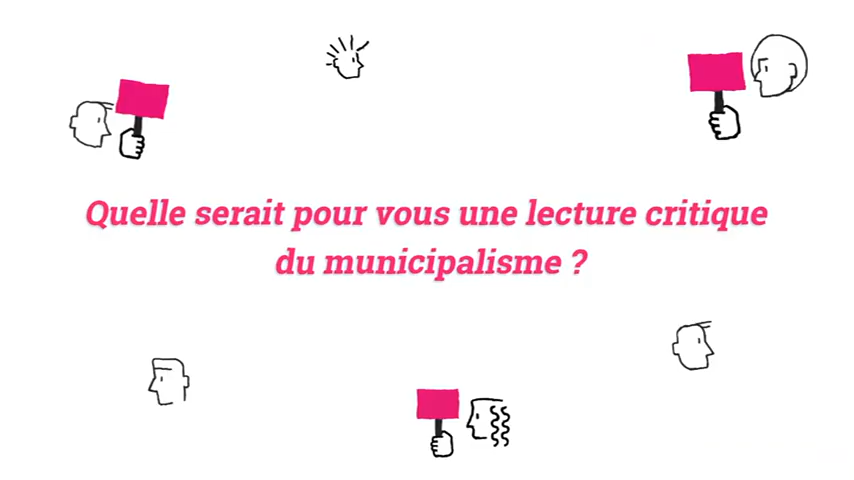 Quelle serait pour vous une lecture critique
du municipalisme ?